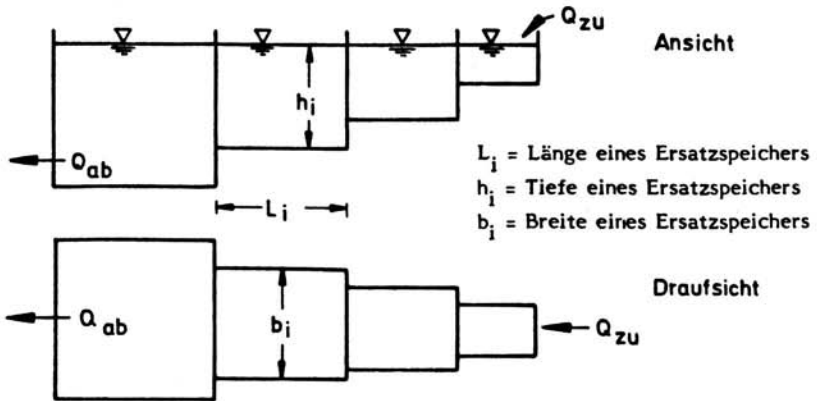 Q_zu
Ansicht
h_i
Q_ab
L_i = Länge eines Ersatzspeichers
h_i = Tiefe eines Ersatzspeichers
b_i = Breite eines Ersatzspeichers
L_i
Draufsicht
Q_ab
b_i
Q_zu